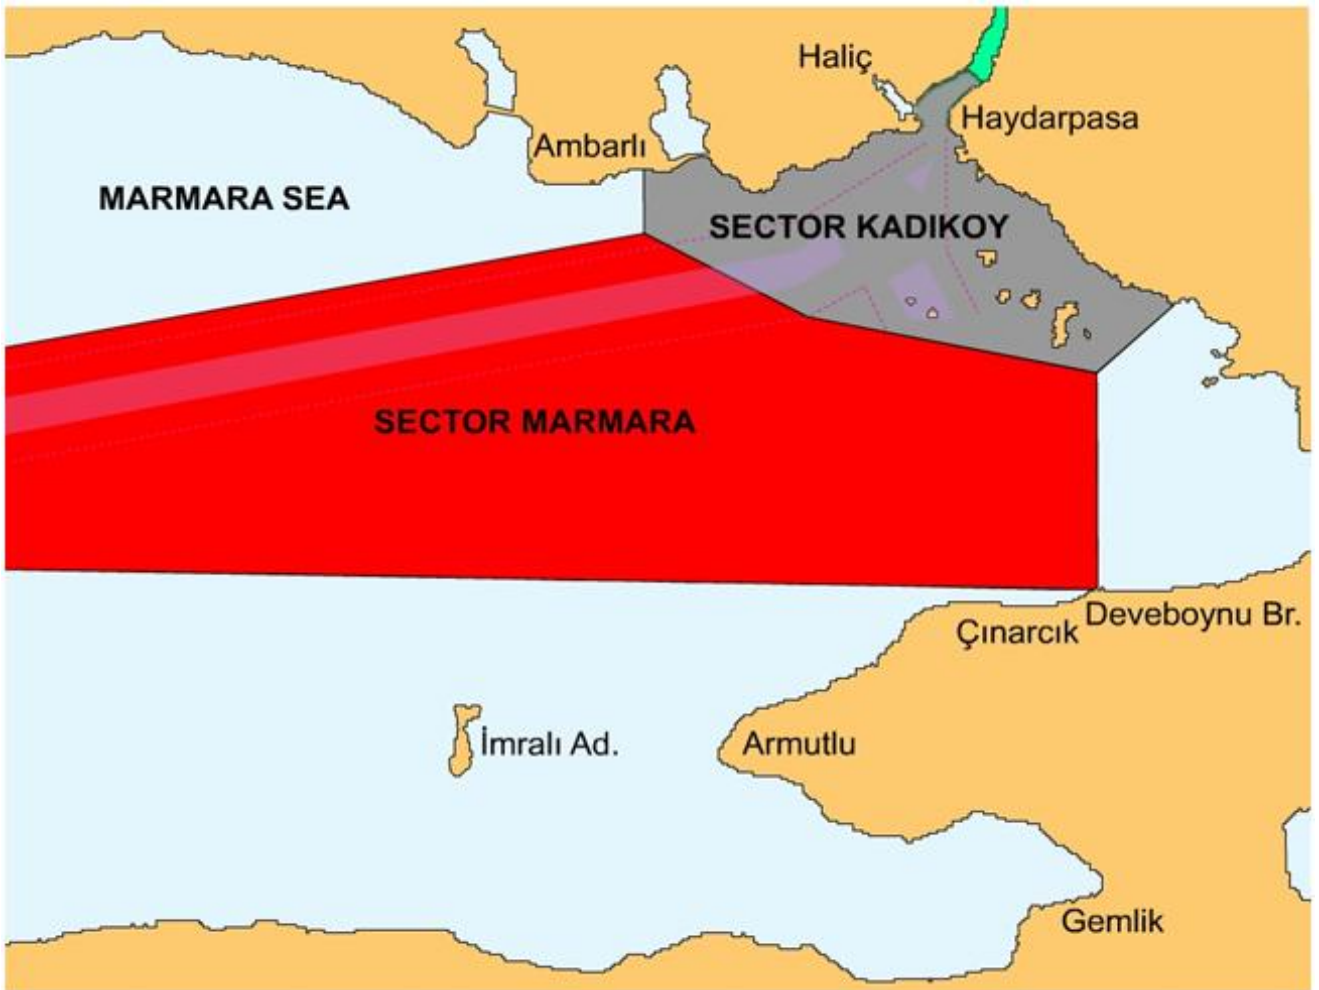 Haliç
Haydarpasa
Ambarlı
MARMARA SEA
SECTOR KADIKOY
SECTOR MARMARA
Deveboynu Br.
Çınarcık
İmralı Ad.
Armutlu
Gemlik